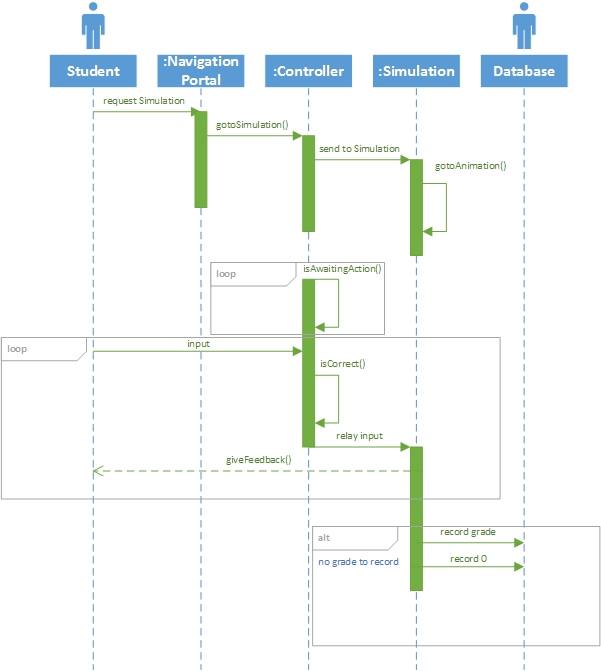 Student
:Navigation
Portal
:Controller
:Simulation
Database
request Simulation
gotoSimulation()
send to Simulation
gotoAnimation()
loop
isAwaitingAction()
loop
input
isCorrect()
relay input
giveFeedback()
alt
record grade
no grade to record
record 0